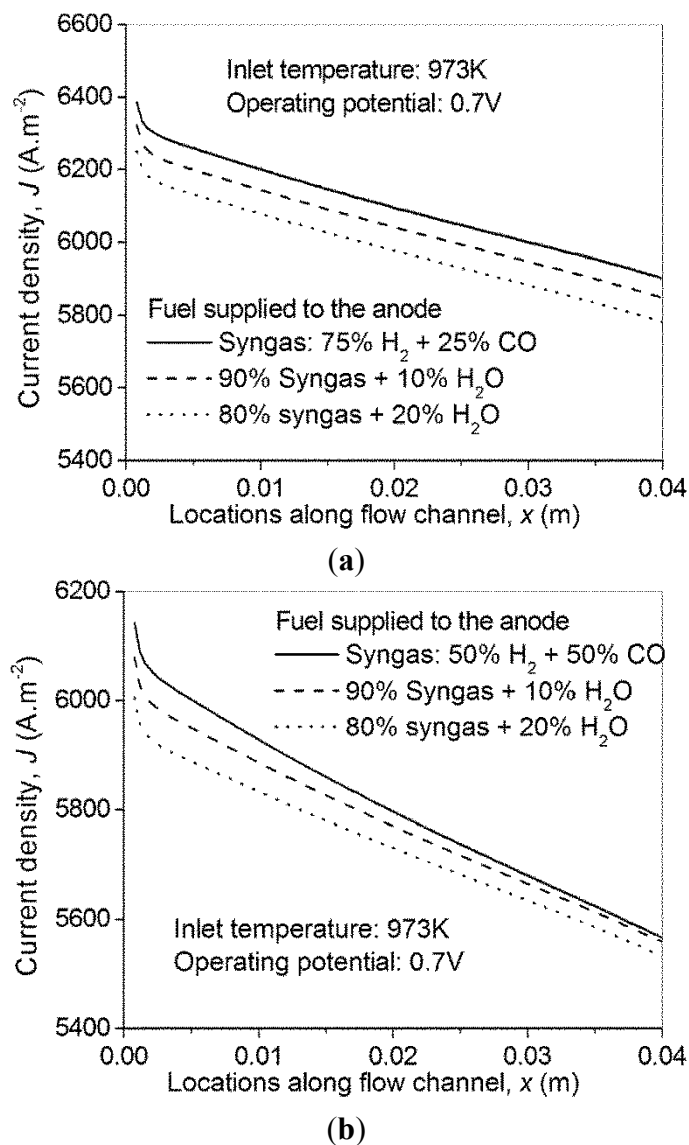 6600
6400
6200
6000
5800
5600
5400
Current density, J (A.m-2)
Inlet temperature: 973K
Operating potential: 0.7V
Fuel supplied to the anode
Syngas: 75% H2 + 25% CO
90% Syngas + 10% H2O
80% syngas + 20% H2O
0.00 0.01 0.02 0.03 0.04
Locations along flow channel, x (m)
(a)
6200
6000
5800
5600
5400
Current density, J (A.m-2)
Fuel supplied to the anode
Syngas: 50% H2 + 50% CO
90% Syngas + 10% H2O
80% syngas + 20% H2O
Inlet temperature: 973K
Operating potential: 0.7V
0.00 0.01 0.02 0.03 0.04
Locations along flow channel, x (m)
(b)